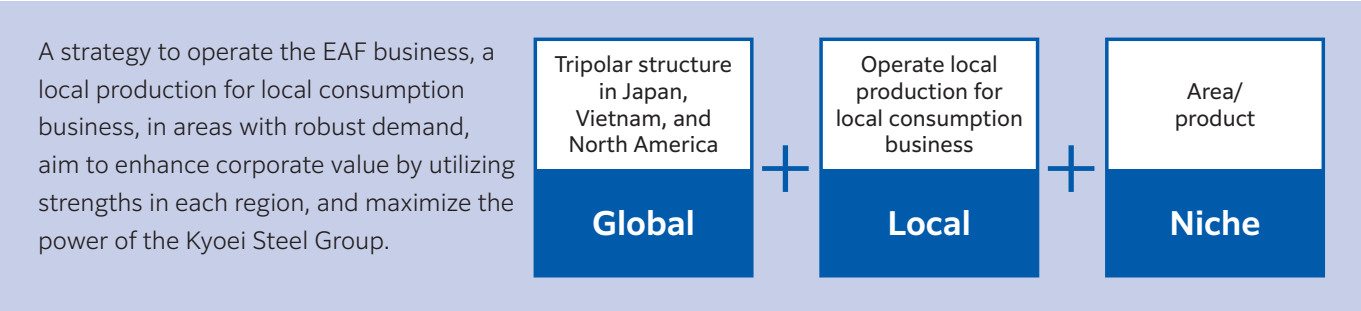 A strategy to operate the EAF business, a
local production for local consumption
business, in areas with robust demand,
aim to enhance corporate value by utilizing
strengths in each region, and maximize the
power of the Kyoei Steel Group.
Tripolar structure
in Japan,
Vietnam, and
North America
Global
+
Operate local
production for
local consumption
business
Local
+
Area/
product
Niche